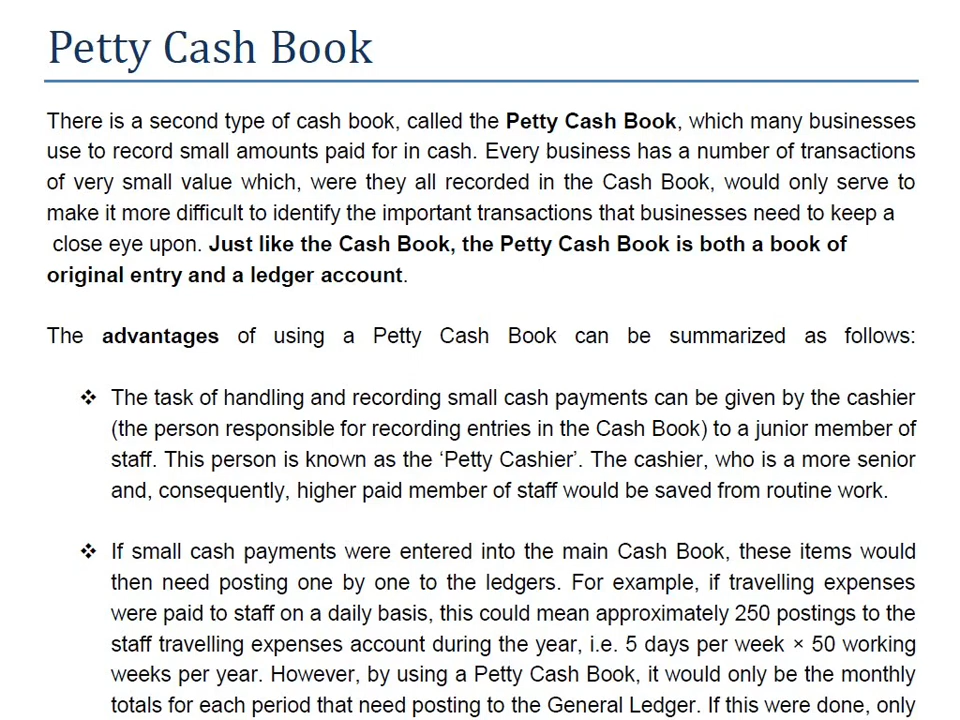 Petty Cash Book
There is a second type of cash book, called the Petty Cash Book, which many businesses
use to record small amounts paid for in cash. Every business has a number of transactions
of very small value which, were they all recorded in the Cash Book, would only serve to
make it more difficult to identify the important transactions that businesses need to keep a
close eye upon. Just like the Cash Book, the Petty Cash Book is both a book of
original entry and a ledger account.
The advantages of using a Petty Cash Book can be summarized as follows:
❖ The task of handling and recording small cash payments can be given by the cashier
(the person responsible for recording entries in the Cash Book) to a junior member of
staff. This person is known as the ‘Petty Cashier’. The cashier, who is a more senior
and, consequently, higher paid member of staff would be saved from routine work.
❖ If small cash payments were entered into the main Cash Book, these items would
then need posting one by one to the ledgers. For example, if travelling expenses
were paid to staff on a daily basis, this could mean approximately 250 postings to the
staff travelling expenses account during the year, i.e. 5 days per week × 50 working
weeks per year. However, by using a Petty Cash Book, it would only be the monthly
totals for each period that need posting to the General Ledger. If this were done, only